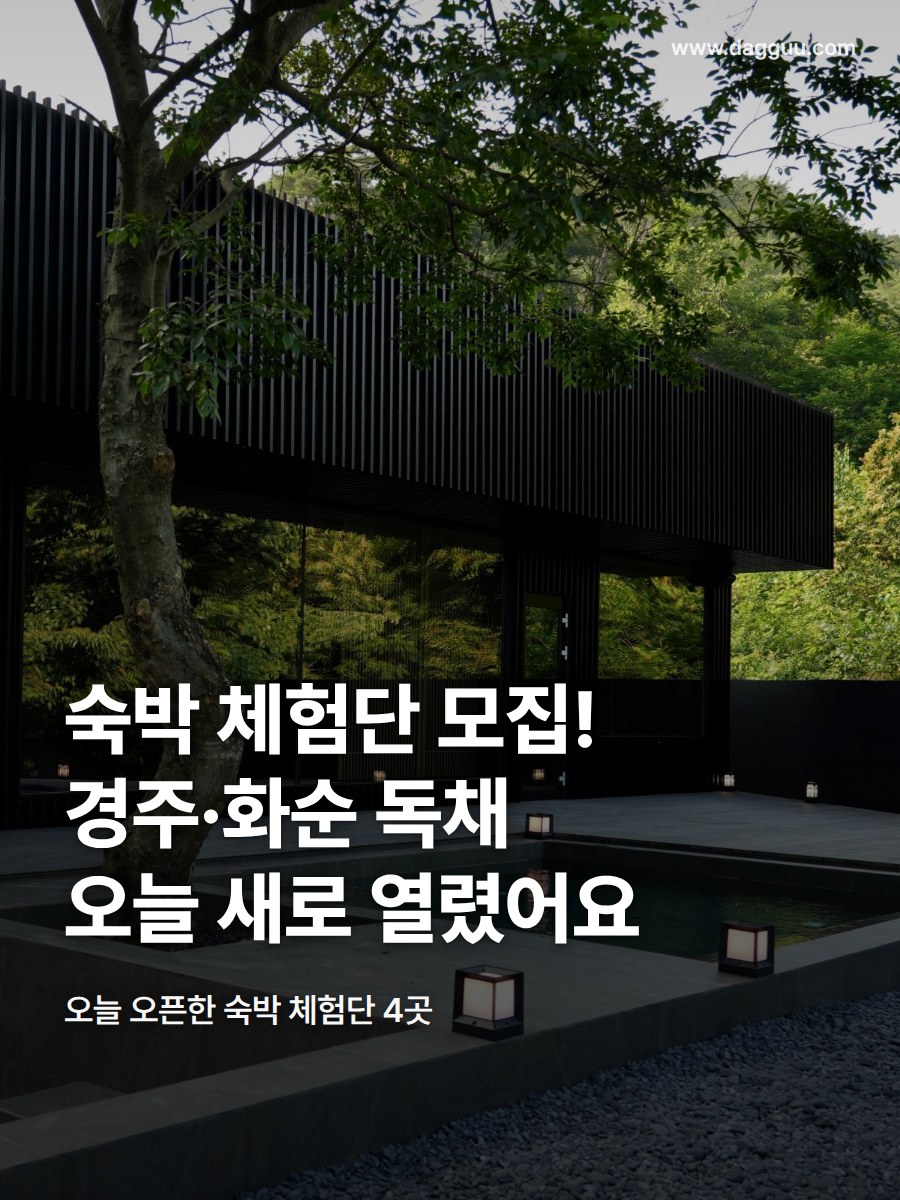 www.dagguu.com
숙박 체험단 모집!
경주·화순 독채
오늘 새로 열렸어요
오늘 오픈한 숙박 체험단 4곳